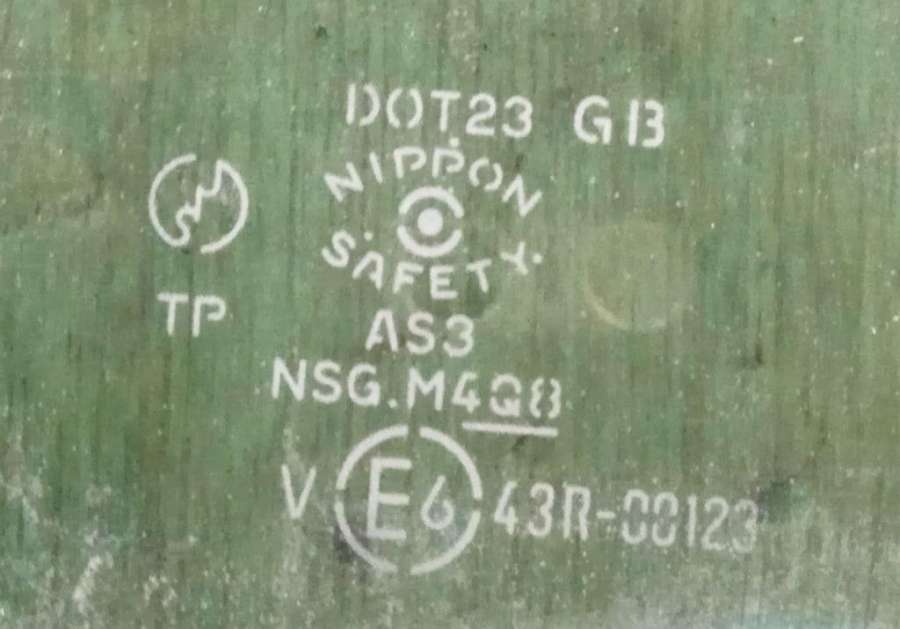 DOT23 GB
NIPPON
SAFETY
TP
AS3
NSG.M4Q8
V E6 43R-00123